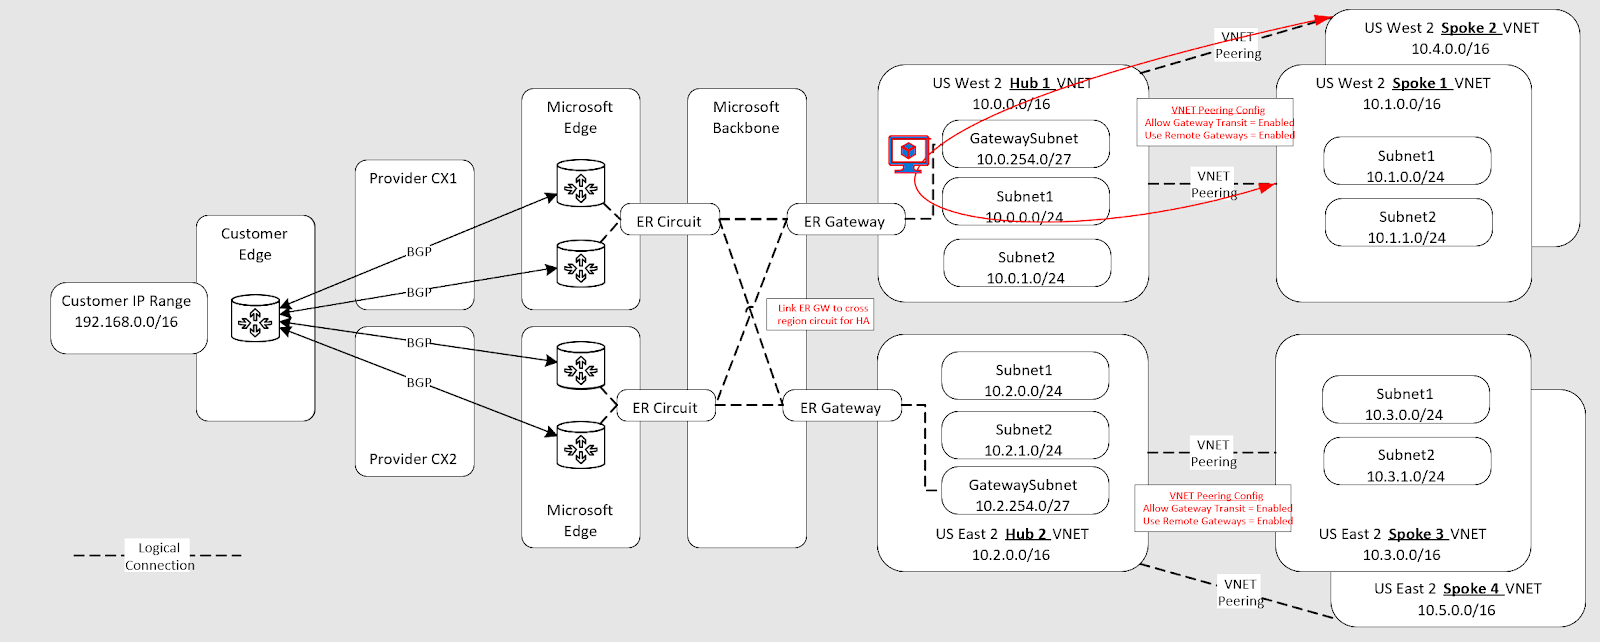 Customer IP Range
192.168.0.0/16
Customer
Edge
Provider CX1
BGP
BGP
BGP
BGP
Provider CX2
Microsoft
Edge
Microsoft
Edge
ER Circuit
ER Circuit
Microsoft
Backbone
ER Gateway
ER Gateway
Link ER GW to cross
region circuit for HA
US West 2 Hub 1 VNET
10.0.0.0/16
GatewaySubnet
10.0.254.0/27
Subnet1
10.0.0.0/24
Subnet2
10.0.1.0/24
VNET
Peering
VNET Peering Config
Allow Gateway Transit = Enabled
Use Remote Gateways = Enabled
VNET
Peering
US West 2 Spoke 2 VNET
10.4.0.0/16
US West 2 Spoke 1 VNET
10.1.0.0/16
Subnet1
10.1.0.0/24
Subnet2
10.1.1.0/24
Subnet1
10.2.0.0/24
Subnet2
10.2.1.0/24
GatewaySubnet
10.2.254.0/27
US East 2 Hub 2 VNET
10.2.0.0/16
VNET
Peering
VNET Peering Config
Allow Gateway Transit = Enabled
Use Remote Gateways = Enabled
VNET
Peering
Subnet1
10.3.0.0/24
Subnet2
10.3.1.0/24
US East 2 Spoke 3 VNET
10.3.0.0/16
US East 2 Spoke 4 VNET
10.5.0.0/16
Logical
Connection